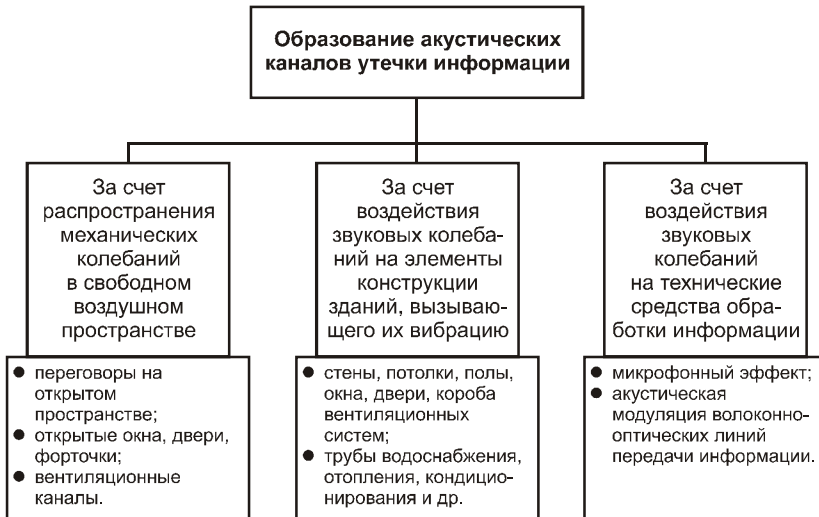 Образование акустических
каналов утечки информации
За счет
распространения
механических
колебаний
в свободном
воздушном
пространстве
● переговоры на
открытом
пространстве;
● открытые окна, двери,
форточки;
● вентиляционные
каналы.
За счет
воздействия
звуковых колеба-
ний на элементы
конструкции
зданий, вызываю-
щего их вибрацию
● стены, потолки, полы,
окна, двери, короба
вентиляционных
систем;
● трубы водоснабжения,
отопления, кондицио-
нирования и др.
За счет
воздействия
звуковых
колебаний
на технические
средства обра-
ботки информации
● микрофонный эффект;
● акустическая
модуляция волоконно-
оптических линий
передачи информации.